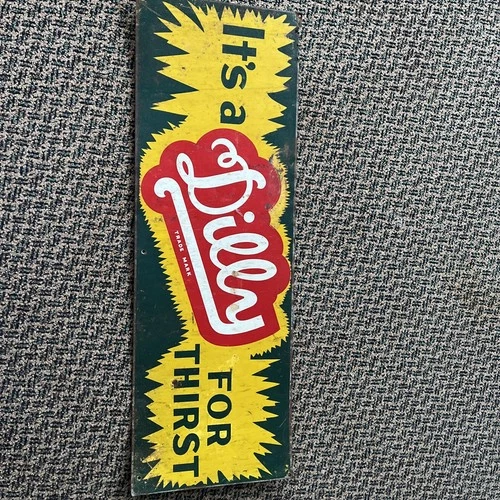 It's a
Dilly
TRADE MARK
FOR
THIRST